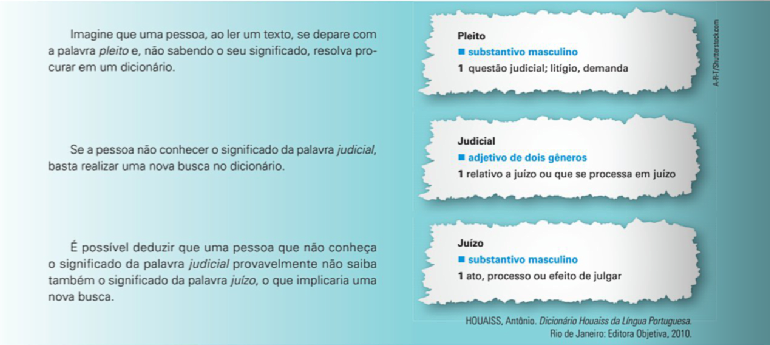 Imagine que uma pessoa, ao ler um texto, se depare com
a palavra pleito e, não sabendo o seu significado, resolva pro-
curar em um dicionário.
Pleito
■ substantivo masculino
1 questão judicial; litígio, demanda
A-R-T/Shutterstock.com
Se a pessoa não conhecer o significado da palavra judicial,
basta realizar uma nova busca no dicionário.
Judicial
■ adjetivo de dois gêneros
1 relativo a juízo ou que se processa em juízo
É possível deduzir que uma pessoa que não conheça
o significado da palavra judicial provavelmente não saiba
também o significado da palavra juízo, o que implicaria uma
nova busca.
Juízo
■ substantivo masculino
1 ato, processo ou efeito de julgar
HOUAISS, Antônio. Dicionário Houaiss da Língua Portuguesa.
Rio de Janeiro: Editora Objetiva, 2010.